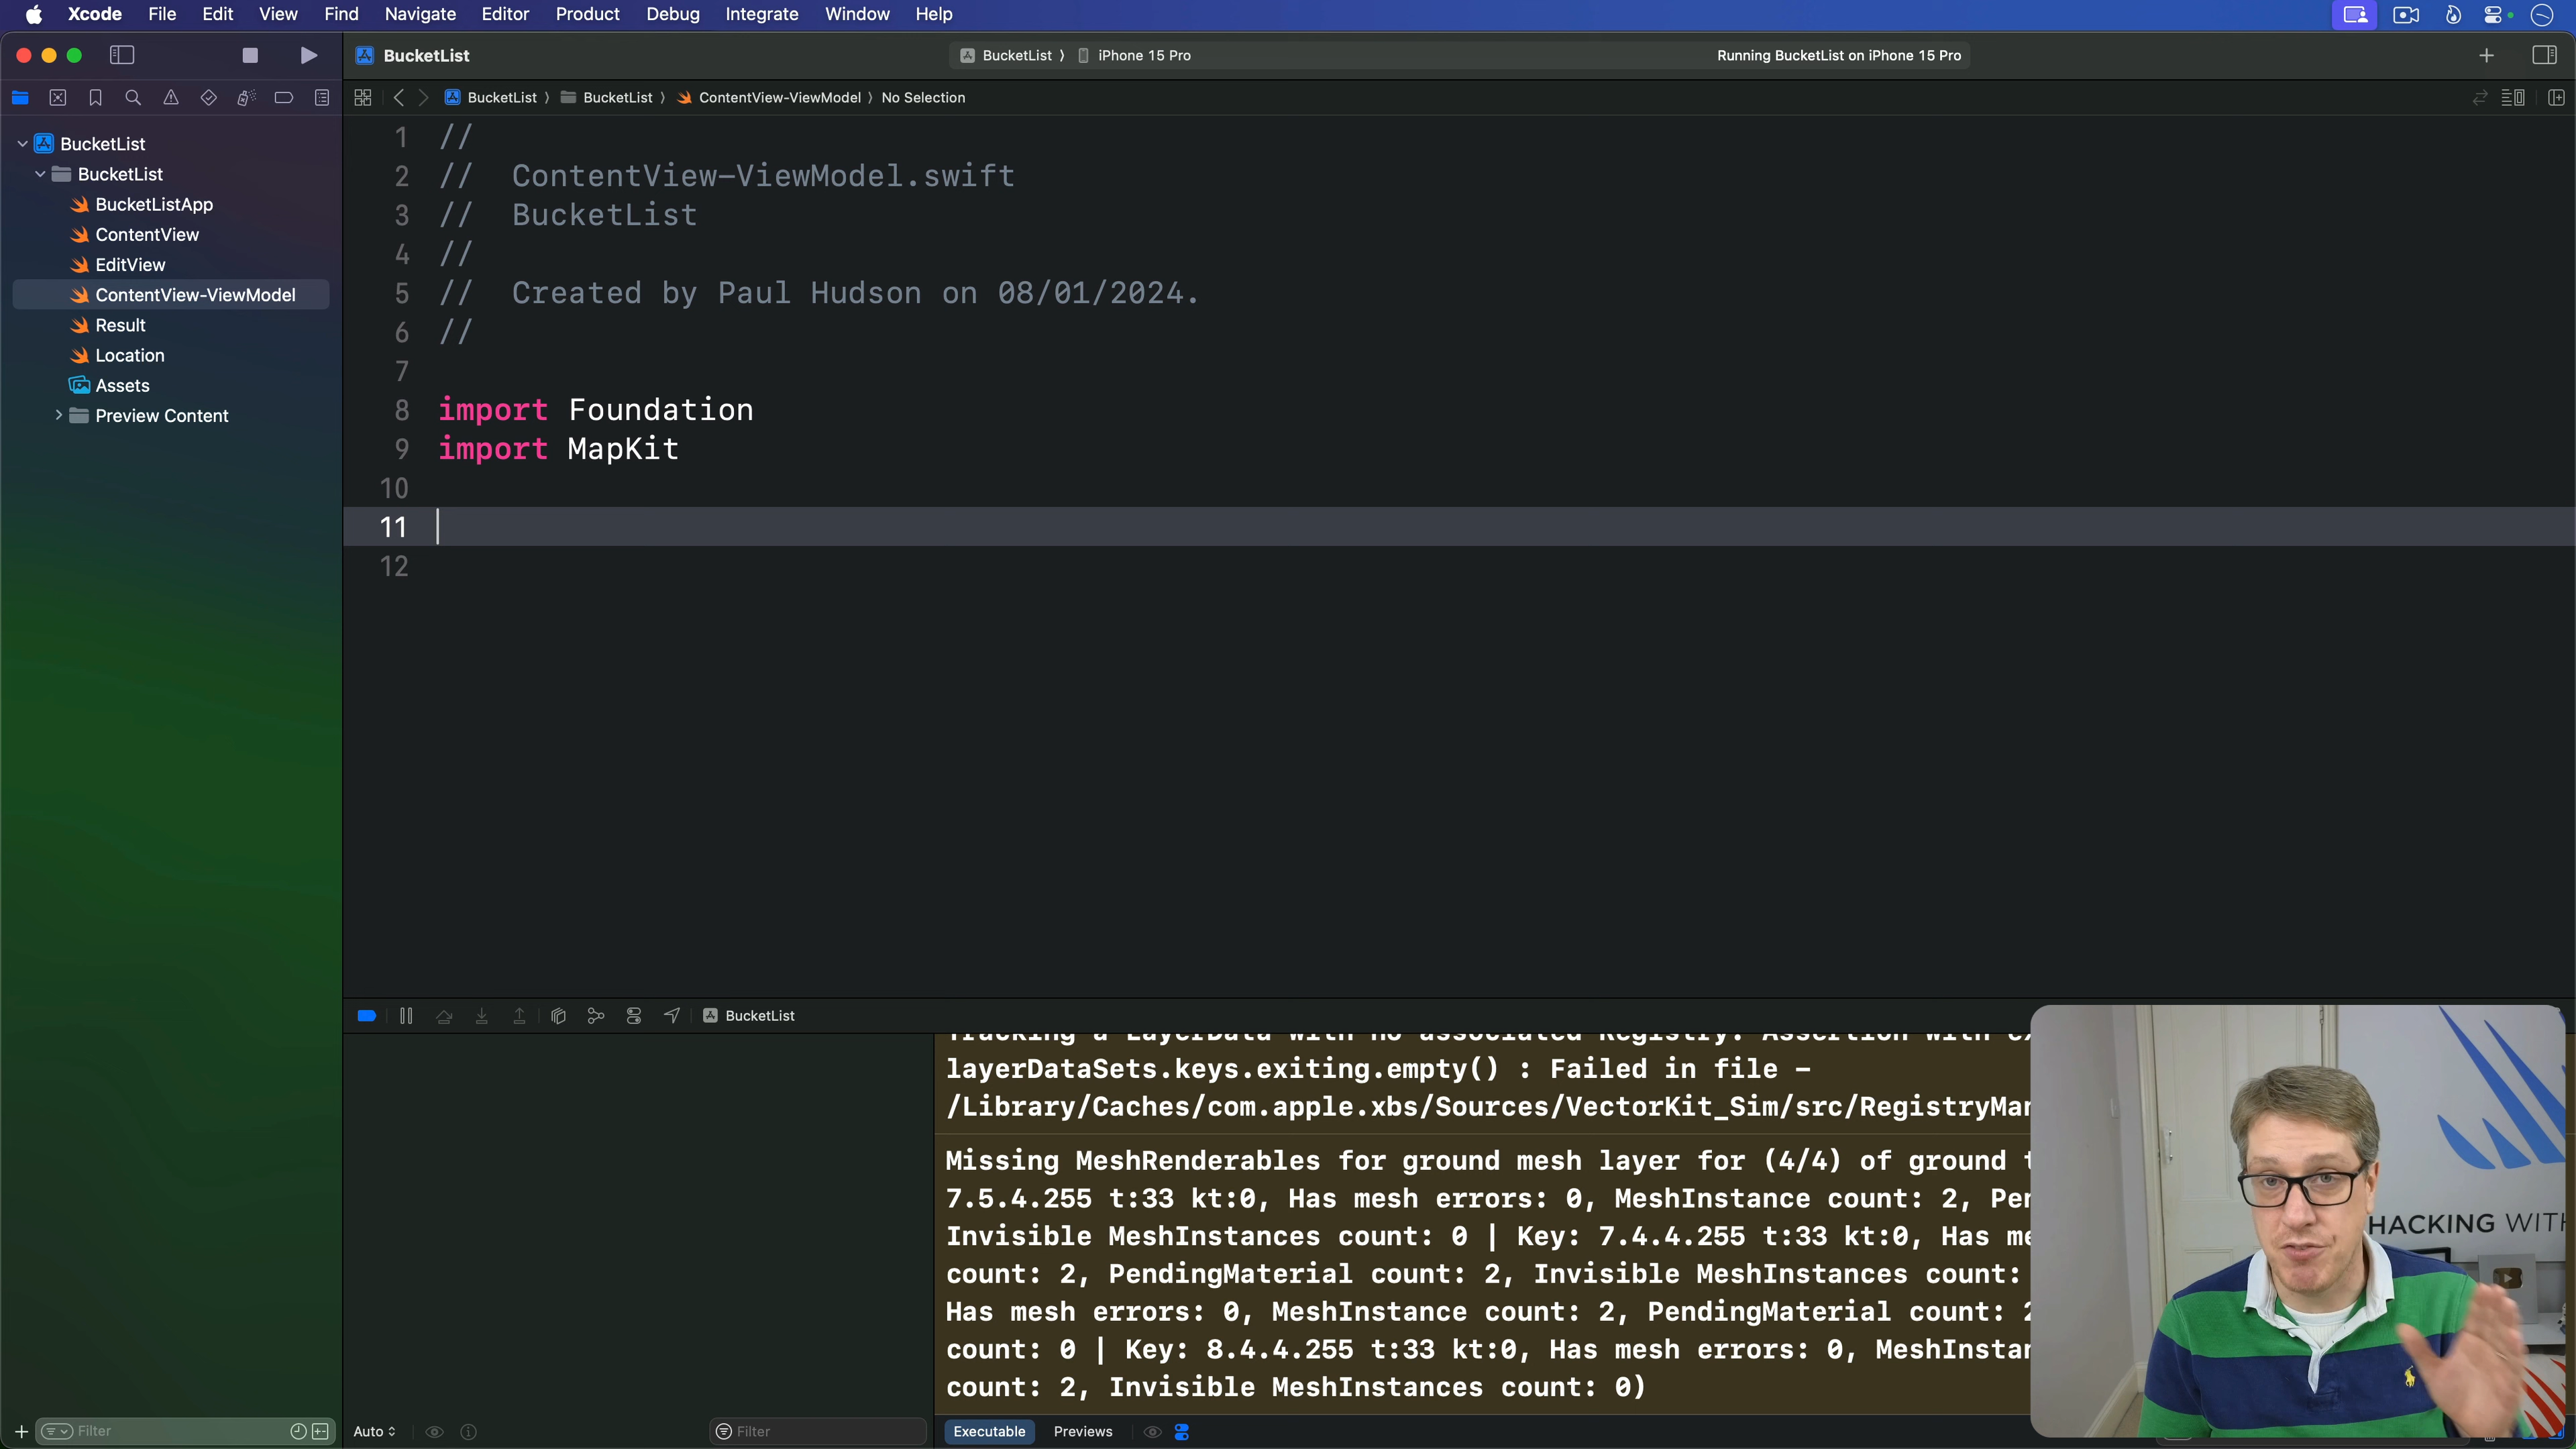 Xcode File Edit View Find Navigate Editor Product Debug Integrate Window Help
BucketList
BucketList 〉 iPhone 15 Pro
Running BucketList on iPhone 15 Pro
BucketList 〉 BucketList 〉 ContentView-ViewModel 〉 No Selection
BucketList
BucketList
BucketListApp
ContentView
EditView
ContentView-ViewModel
Result
Location
Assets
Preview Content
1 //
2 //  ContentView-ViewModel.swift
3 //  BucketList
4 //
5 //  Created by Paul Hudson on 08/01/2024.
6 //
7
8 import Foundation
9 import MapKit
10
11
12
BucketList
Tracking a LayerData with no associated Registry: Assertion with
layerDataSets.keys.exiting.empty() : Failed in file -
/Library/Caches/com.apple.xbs/Sources/VectorKit_Sim/src/RegistryMan
Missing MeshRenderables for ground mesh layer for (4/4) of ground
7.5.4.255 t:33 kt:0, Has mesh errors: 0, MeshInstance count: 2, Pen
Invisible MeshInstances count: 0 | Key: 7.4.4.255 t:33 kt:0, Has me
count: 2, PendingMaterial count: 2, Invisible MeshInstances count:
Has mesh errors: 0, MeshInstance count: 2, PendingMaterial count: 2
count: 0 | Key: 8.4.4.255 t:33 kt:0, Has mesh errors: 0, MeshInstan
count: 2, Invisible MeshInstances count: 0)
HACKING WITH
Filter
Auto
Filter
Executable Previews